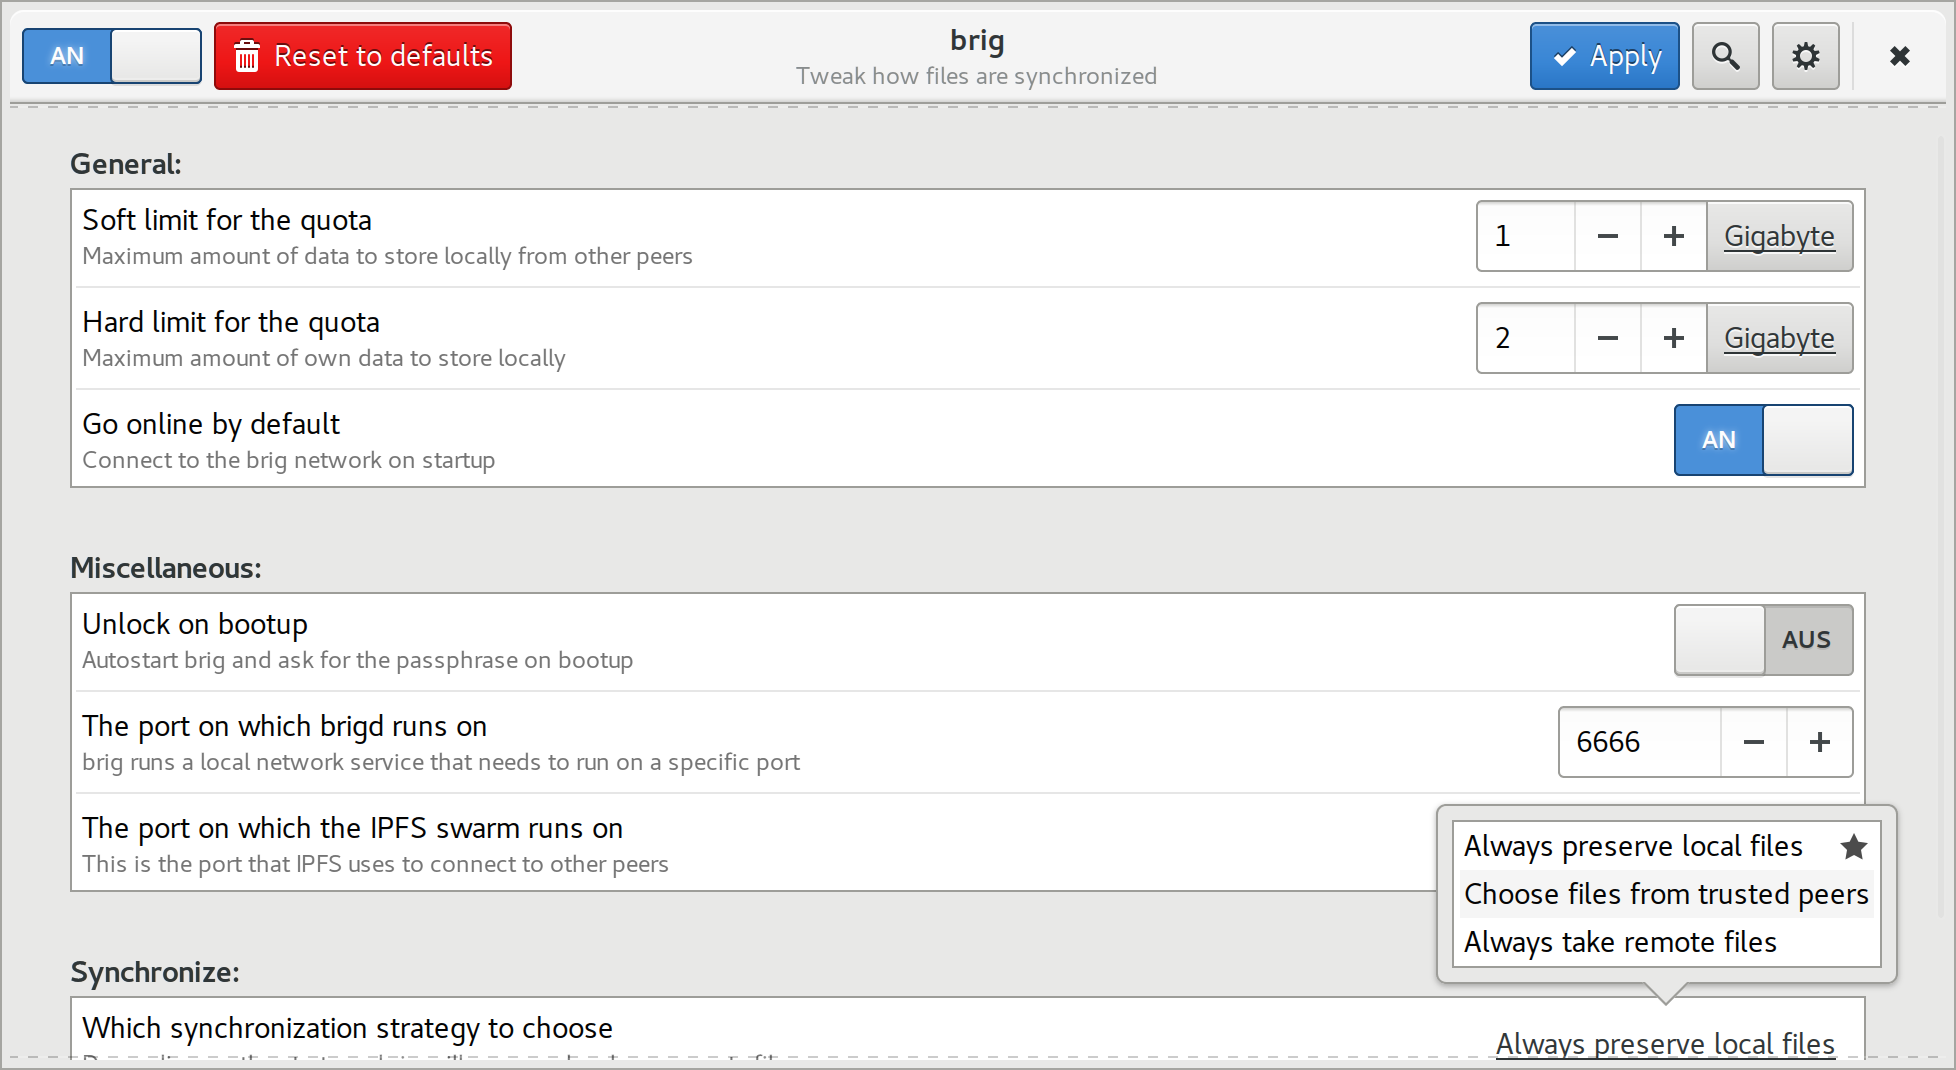 AN
Reset to defaults
brig
Tweak how files are synchronized
Apply
General:
Soft limit for the quota
Maximum amount of data to store locally from other peers
1
Gigabyte
Hard limit for the quota
Maximum amount of own data to store locally
2
Gigabyte
Go online by default
Connect to the brig network on startup
AN
Miscellaneous:
Unlock on bootup
Autostart brig and ask for the passphrase on bootup
AUS
The port on which brigd runs on
brig runs a local network service that needs to run on a specific port
6666
The port on which the IPFS swarm runs on
This is the port that IPFS uses to connect to other peers
Always preserve local files
Choose files from trusted peers
Always take remote files
Synchronize:
Which synchronization strategy to choose
Always preserve local files